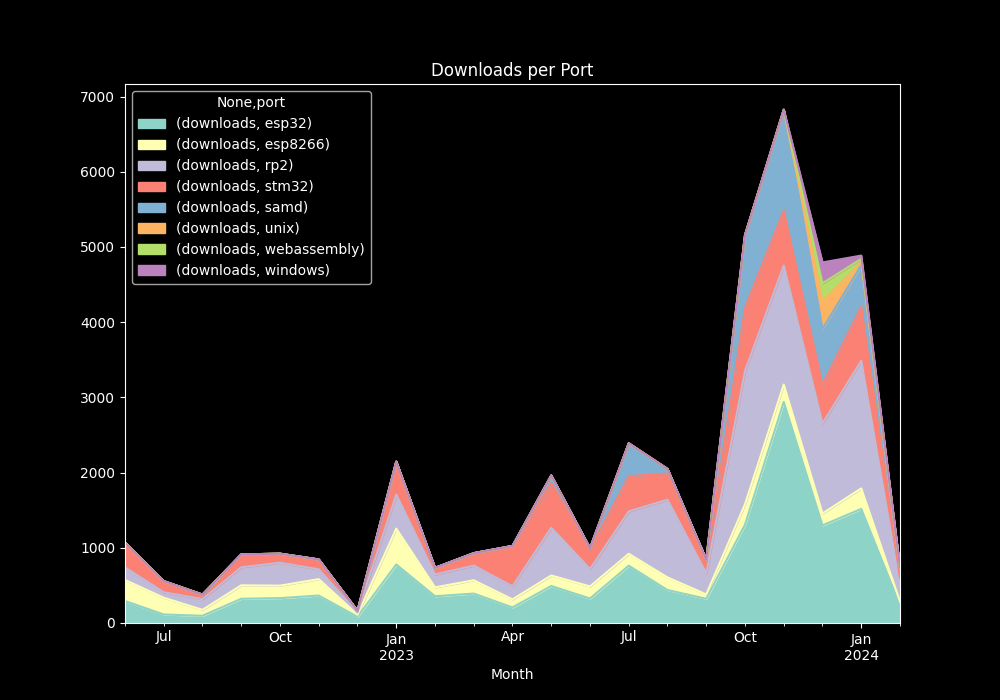 Downloads per Port
7000
6000
5000
4000
3000
2000
1000
0
None,port
(downloads, esp32)
(downloads, esp8266)
(downloads, rp2)
(downloads, stm32)
(downloads, samd)
(downloads, unix)
(downloads, webassembly)
(downloads, windows)
Jul Oct Jan Apr Jul Oct Jan
2023 2024
Month